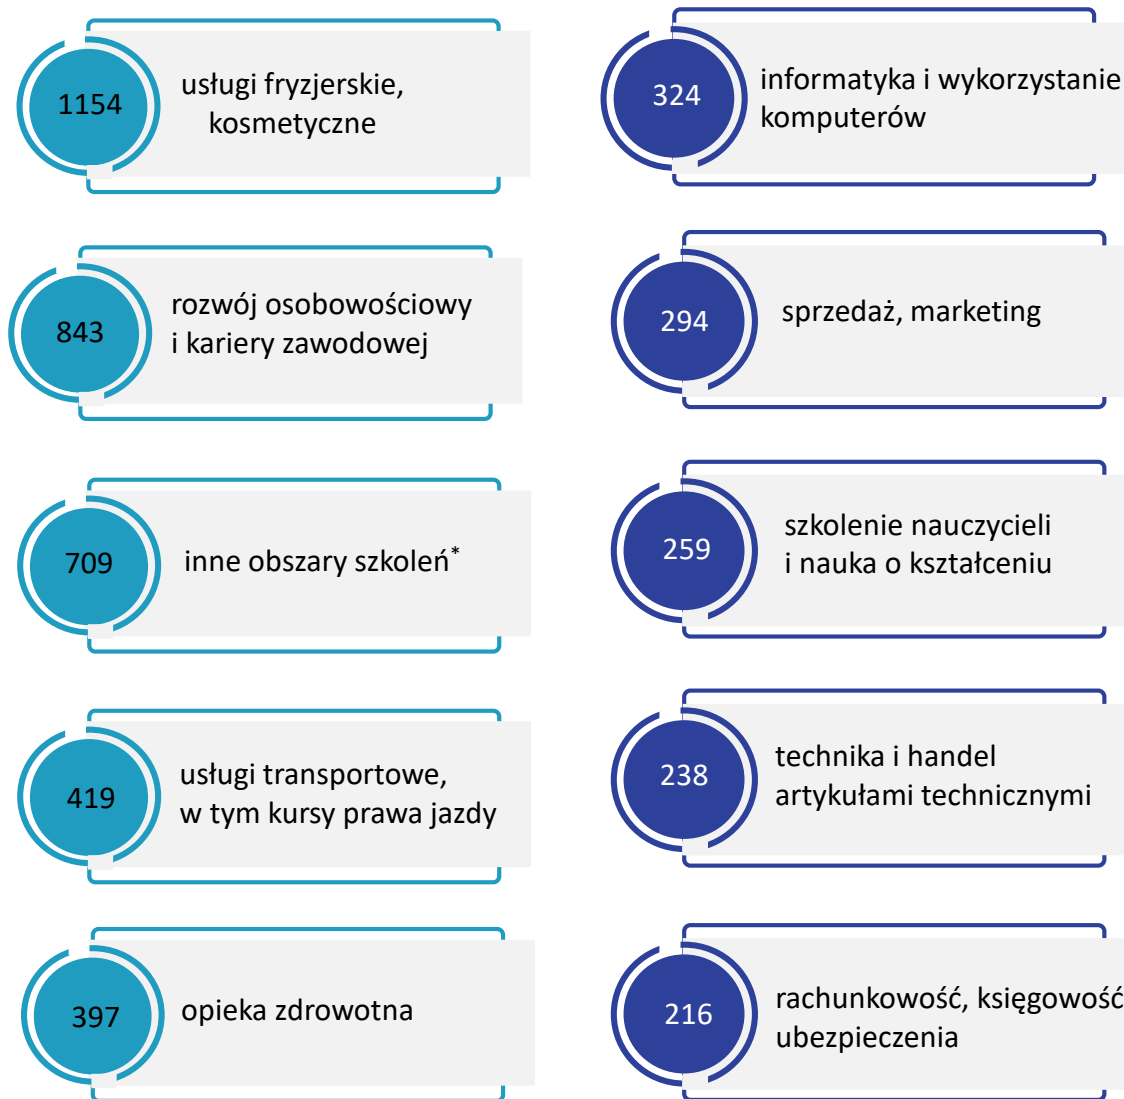 1154
usługi fryzjerskie,
kosmetyczne
843
rozwój osobowościowy
i kariery zawodowej
709
inne obszary szkoleń*
419
usługi transportowe,
w tym kursy prawa jazdy
397
opieka zdrowotna
324
informatyka i wykorzystanie
komputerów
294
sprzedaż, marketing
259
szkolenie nauczycieli
i nauka o kształceniu
238
technika i handel
artykułami technicznymi
216
rachunkowość, księgowość
ubezpieczenia